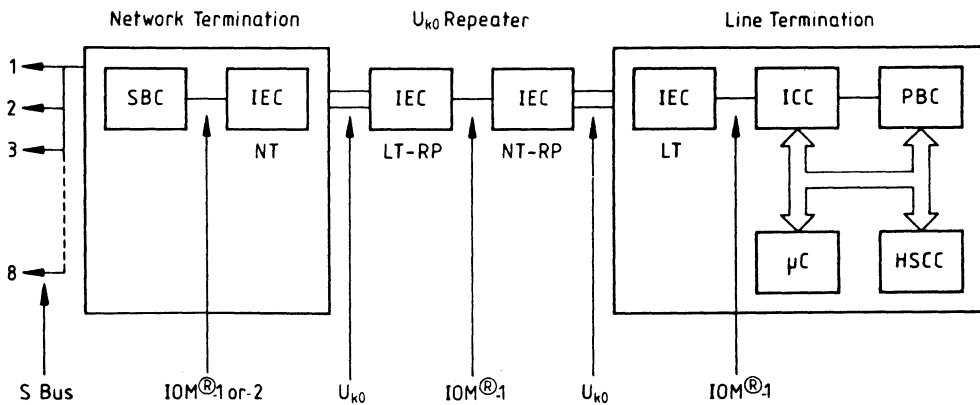 Network Termination
Uk0 Repeater
Line Termination
1
2
3
8
SBC
IEC
NT
IEC
LT-RP
IEC
NT-RP
IEC
LT
ICC
PBC
µC
HSCC
S Bus
IOM®-1 or -2
Uk0
IOM®-1
Uk0
IOM®-1